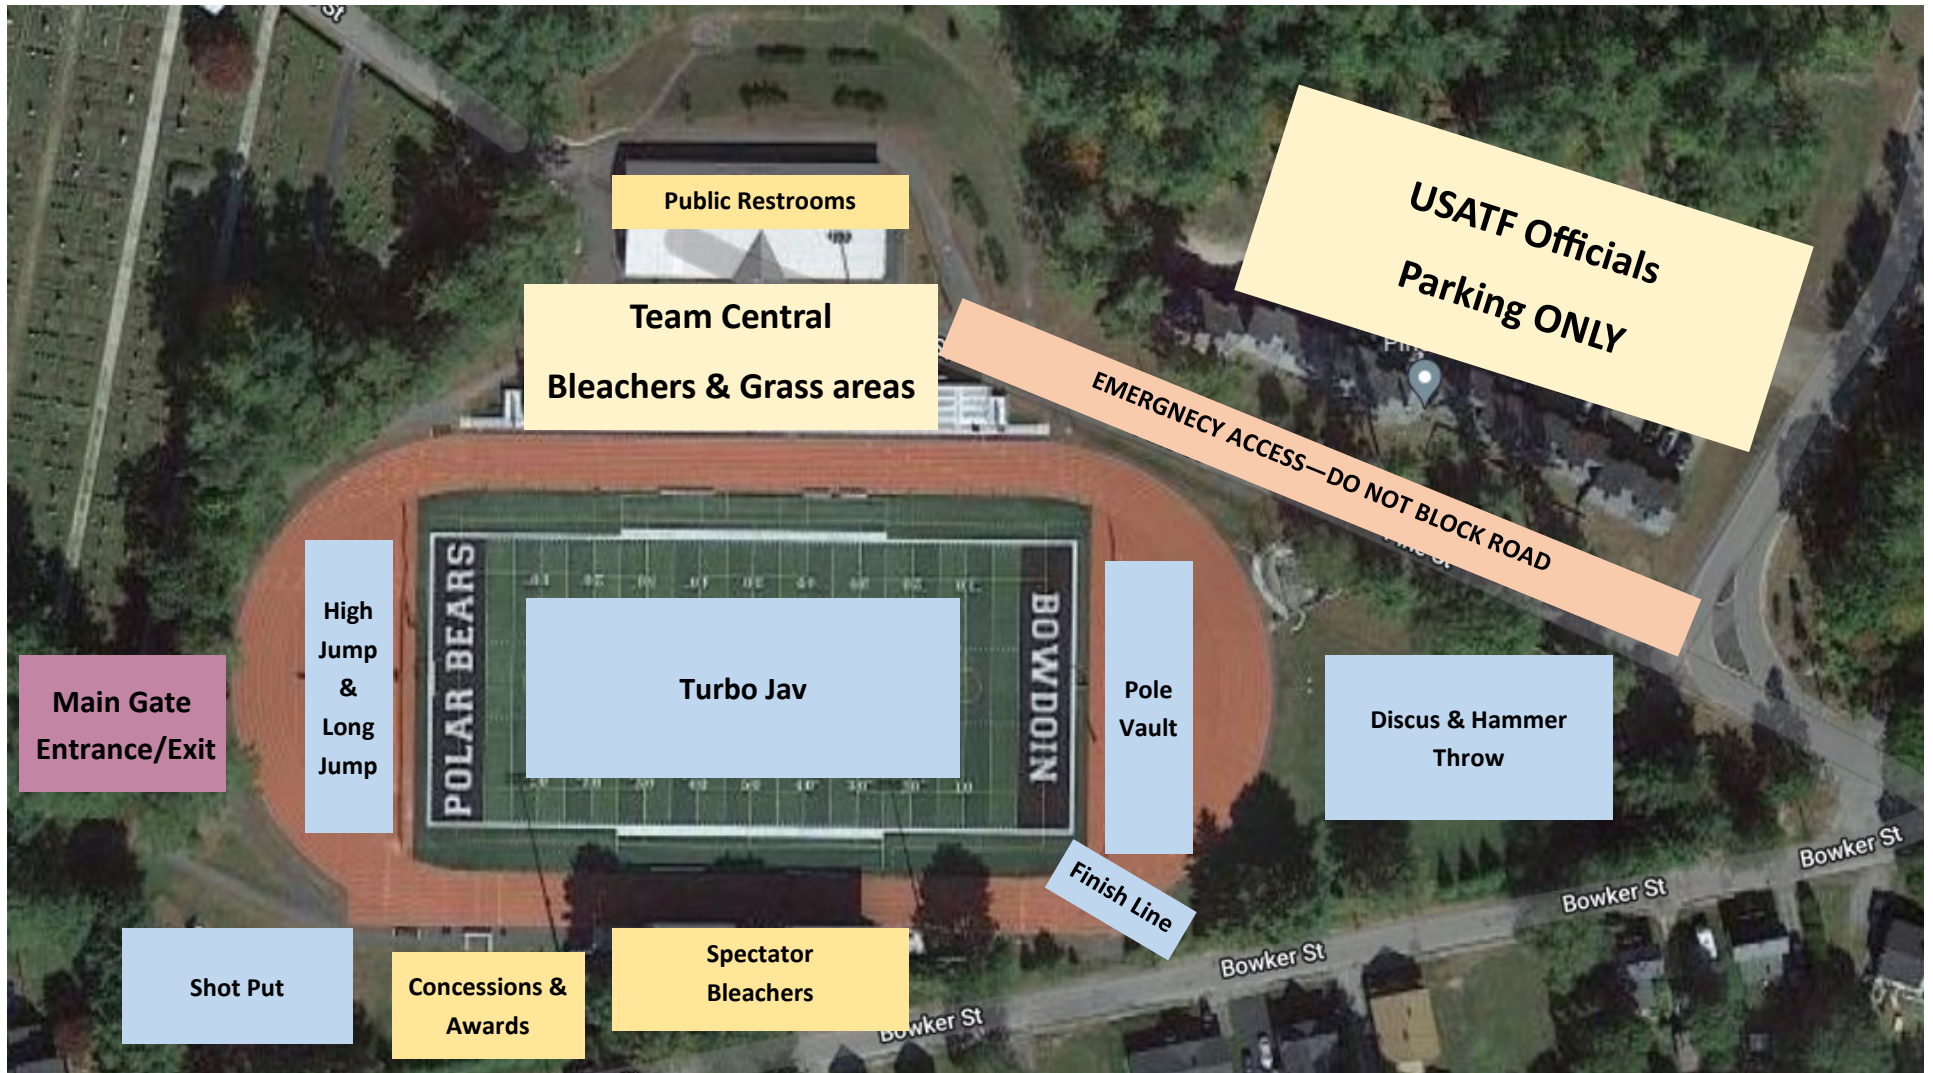 St
Public Restrooms
USATF Officials
Parking ONLY
Team Central
Bleachers & Grass areas
EMERGNECY ACCESS—DO NOT BLOCK ROAD
High
Jump
&
Long
Jump
POLAR BEARS
Turbo Jav
BOWDOIN
Pole
Vault
Main Gate
Entrance/Exit
Discus & Hammer
Throw
Finish Line
Bowker St
Bowker St
Bowker St
Bowker St
Shot Put
Concessions &
Awards
Spectator
Bleachers